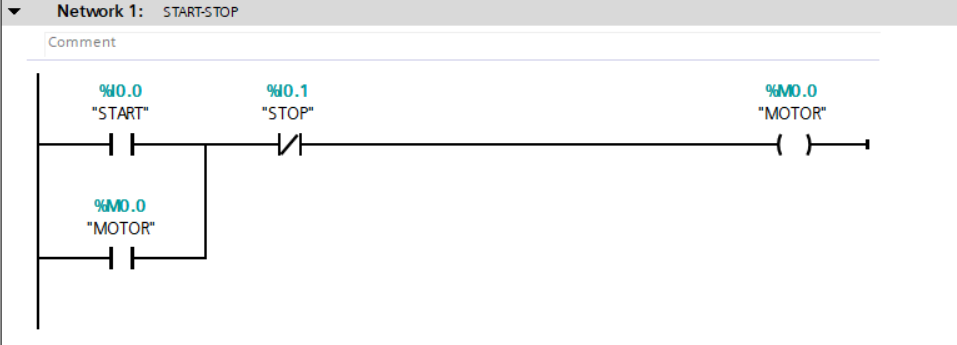 Network 1: START-STOP
Comment
%I0.0
"START"
%I0.1
"STOP"
%M0.0
"MOTOR"
%M0.0
"MOTOR"